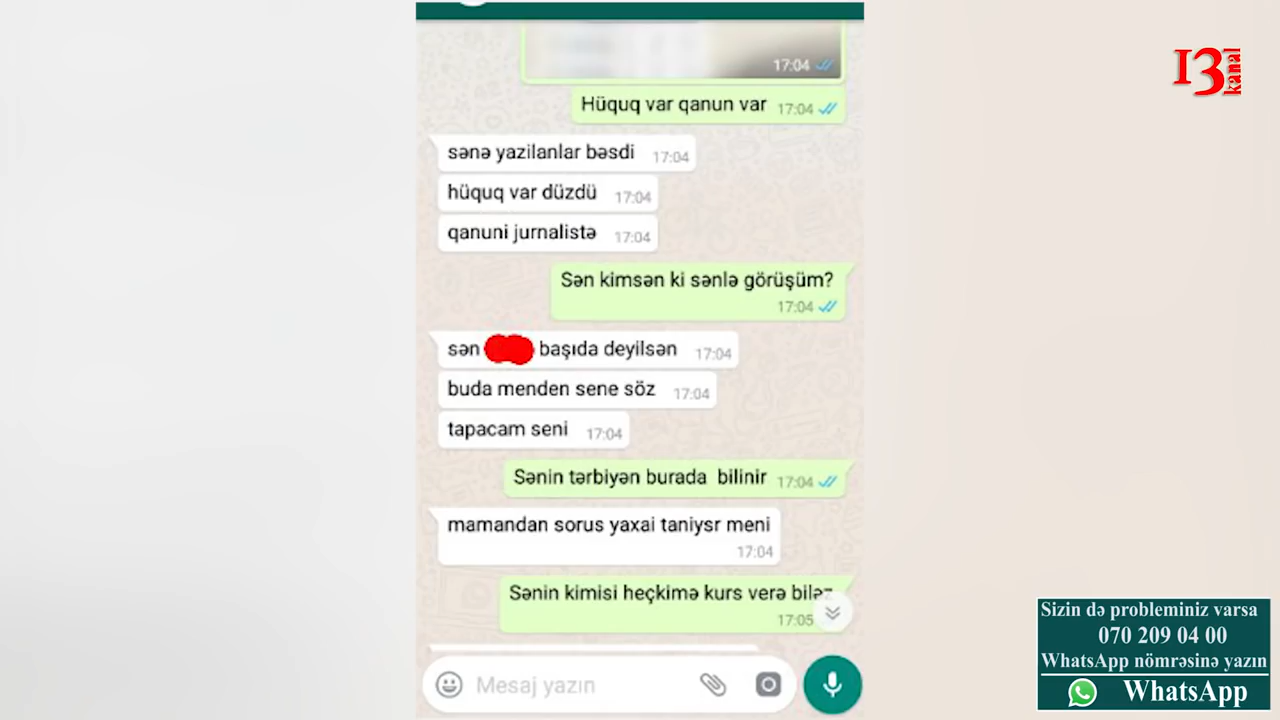 17:04
Hüquq var qanun var 17:04
sənə yazilanlar bəsdi 17:04
hüquq var düzdü 17:04
qanuni jurnalistə 17:04
Sən kimsən ki sənlə görüşüm?
17:04
sən başıda deyilsən 17:04
buda menden sene söz 17:04
tapacam seni 17:04
Sənin tərbiyən burada bilinir 17:04
mamandan sorus yaxai taniysr meni
17:04
Sənin kimisi heçkimə kurs verə biləz
17:05
Mesaj yazın
13 kanal
Sizin də probleminiz varsa
070 209 04 00
WhatsApp nömrəsinə yazın
WhatsApp